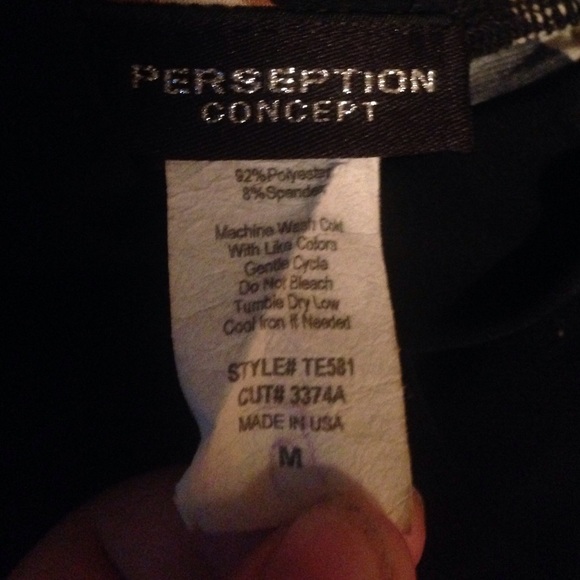 PERSEPTION
CONCEPT
92%Polyester
8%Spandex
Machine Wash Cold
With Like Colors
Gentle Cycle
Do Not Bleach
Tumble Dry Low
Cool Iron If Needed
STYLE# TE581
CUT# 3374A
MADE IN USA
M